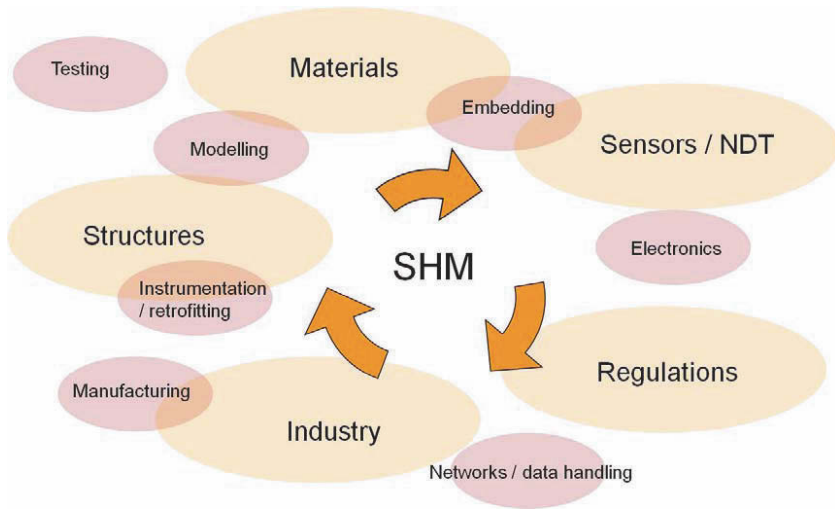 Testing
Materials
Embedding
Modelling
Sensors / NDT
Structures
Electronics
SHM
Instrumentation
/ retrofitting
Regulations
Manufacturing
Industry
Networks / data handling